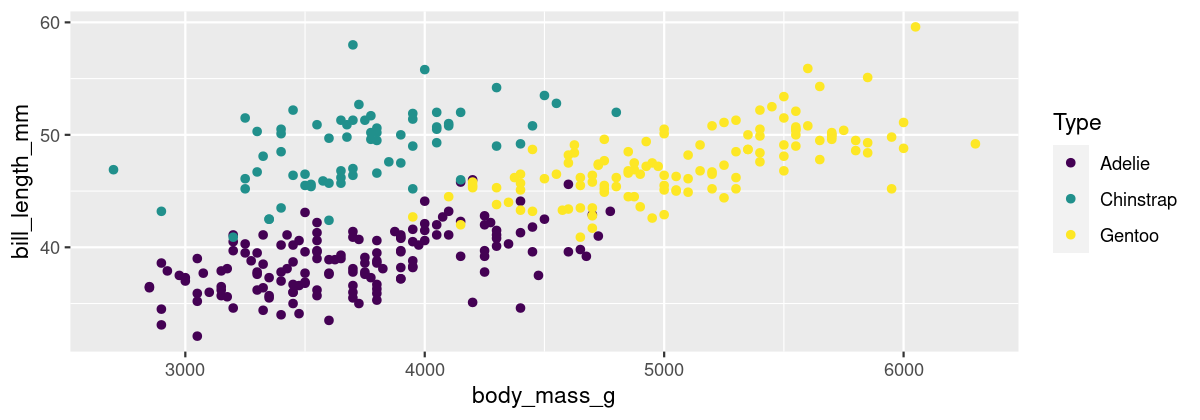 60
50
40
bill_length_mm
3000
4000
5000
6000
body_mass_g
Type
Adelie
Chinstrap
Gentoo